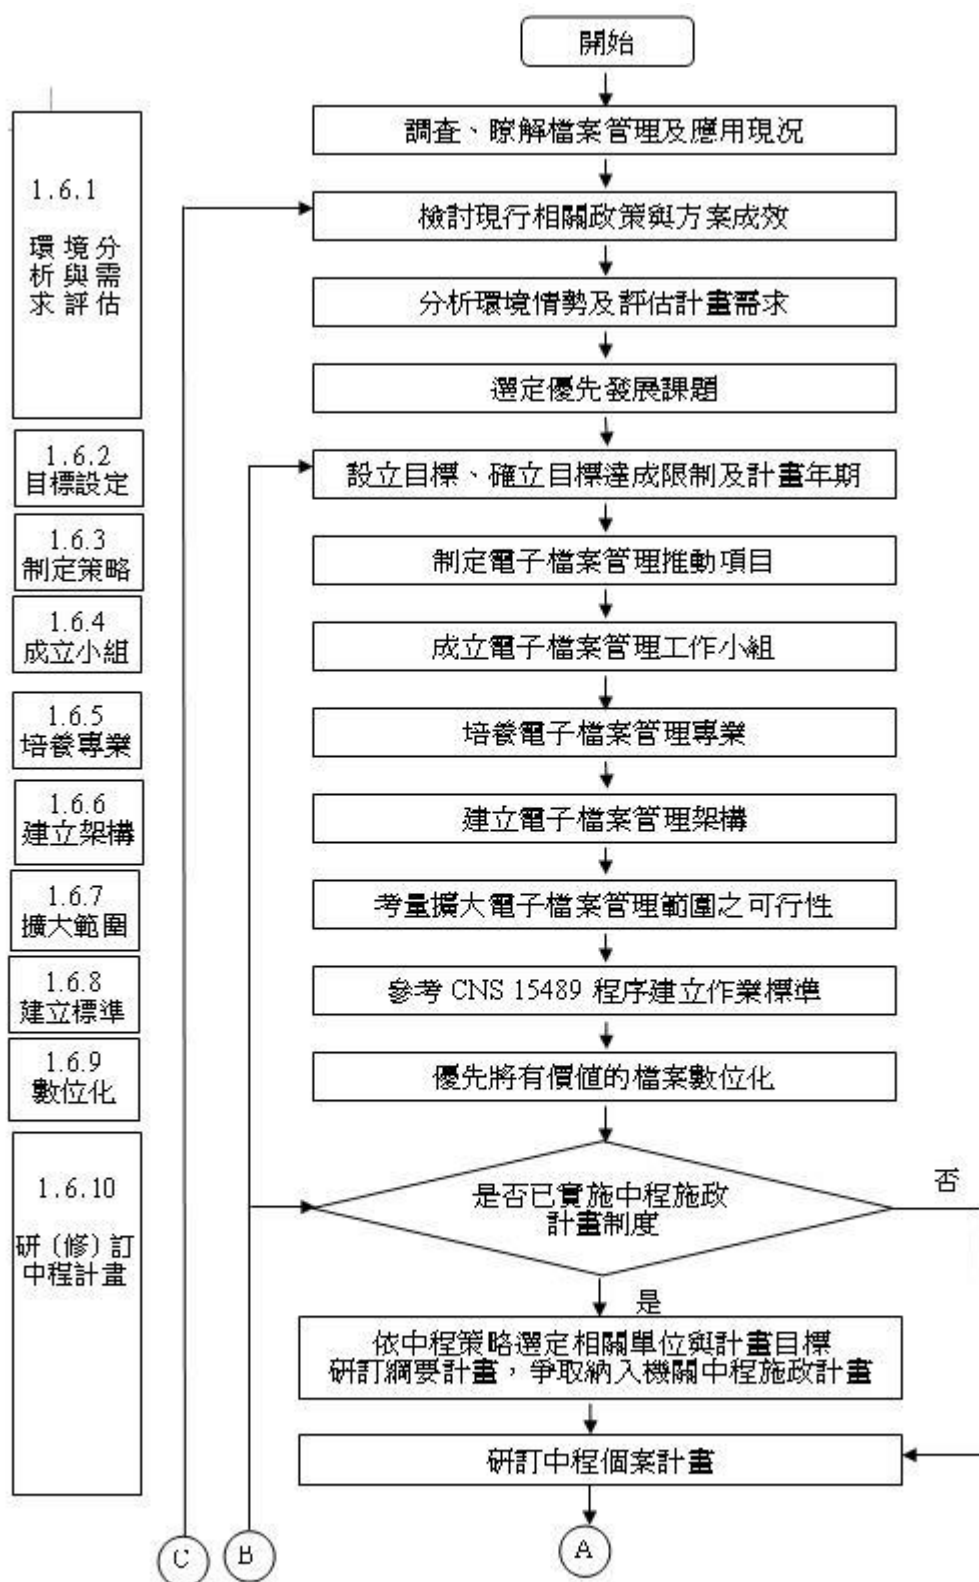 開始
調查、瞭解檔案管理及應用現況
1.6.1
環境分
析與需
求評估
檢討現行相關政策與方案成效
分析環境情勢及評估計畫需求
選定優先發展課題
1.6.2
目標設定
設立目標、確立目標達成限制及計畫年期
1.6.3
制定策略
制定電子檔案管理推動項目
1.6.4
成立小組
成立電子檔案管理工作小組
1.6.5
培養專業
培養電子檔案管理專業
1.6.6
建立架構
建立電子檔案管理架構
1.6.7
擴大範圍
考量擴大電子檔案管理範圍之可行性
1.6.8
建立標準
參考 CNS 15489 程序建立作業標準
1.6.9
數位化
優先將有價值的檔案數位化
1.6.10
研（修）訂
中程計畫
是否已實施中程施政
計畫制度
否
是
依中程策略選定相關單位與計畫目標
研訂綱要計畫，爭取納入機關中程施政計畫
研訂中程個案計畫
C
B
A